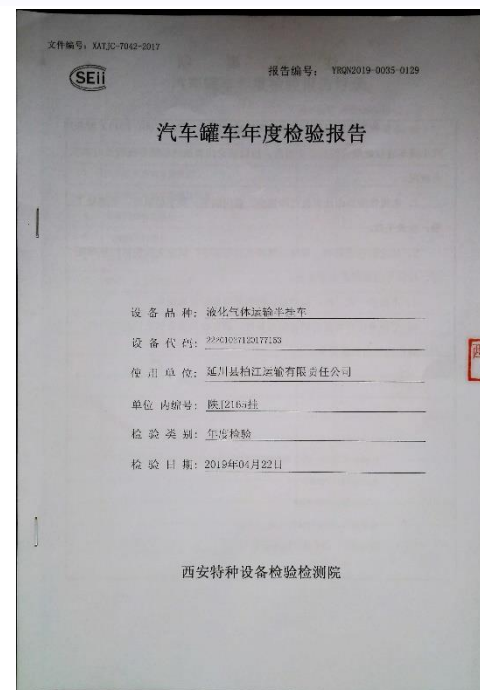 文件编号：XATJC-7042-2017
SEii
报告编号： YRQN2019-0035-0129
汽车罐车年度检验报告
设备品种：液化气体运输半挂车
设备代码：
使用单位：延川县柏江运输有限责任公司
单位内编号：陕J2165挂
检验类别：年度检验
检验日期：2019年04月22日
西安特种设备检验检测院